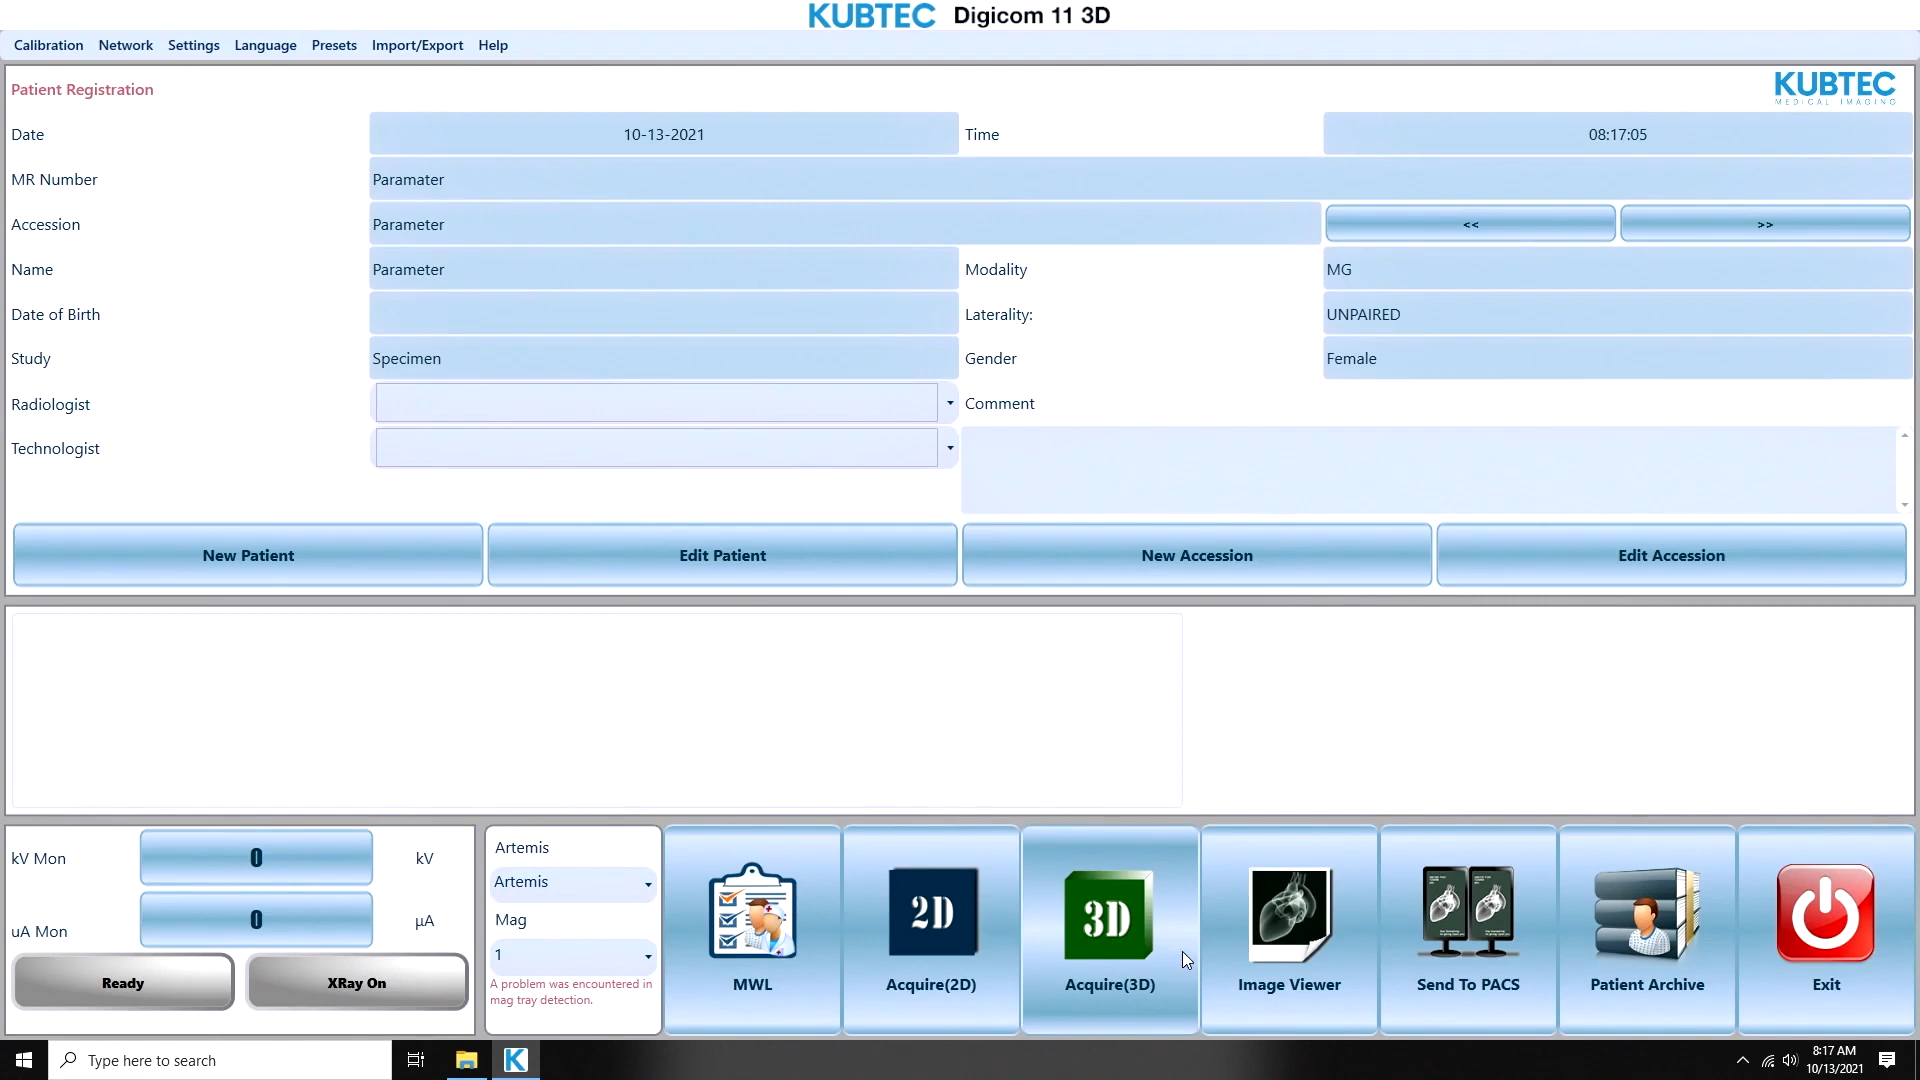 KUBTEC Digicom 11 3D
Calibration Network Settings Language Presets Import/Export Help
Patient Registration
KUBTEC
MEDICAL IMAGING
Date 10-13-2021 Time 08:17:05
MR Number Paramater
Accession Parameter << >>
Name Parameter Modality MG
Date of Birth Laterality: UNPAIRED
Study Specimen Gender Female
Radiologist Comment
Technologist
New Patient Edit Patient New Accession Edit Accession
kV Mon 0 kV
uA Mon 0 µA
Ready XRay On
Artemis
Artemis
Mag
1
A problem was encountered in
mag tray detection.
2D 3D
MWL Acquire(2D) Acquire(3D) Image Viewer Send To PACS Patient Archive Exit
Type here to search
K
8:17 AM
10/13/2021